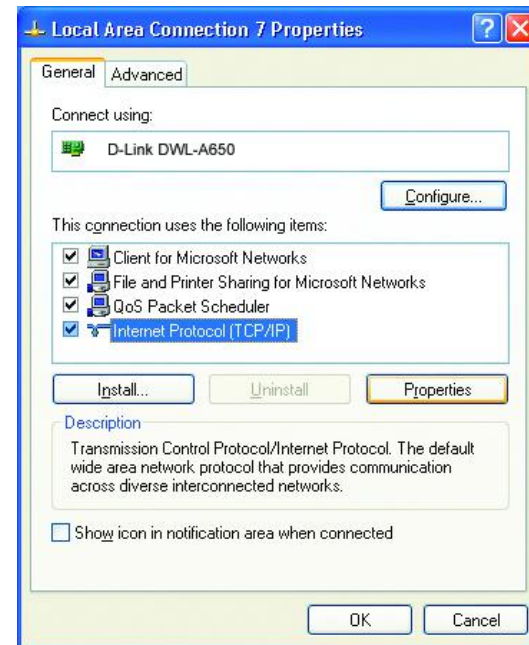 Local Area Connection 7 Properties
General Advanced
Connect using:
D-Link DWL-A650
Configure...
This connection uses the following items:
Client for Microsoft Networks
File and Printer Sharing for Microsoft Networks
QoS Packet Scheduler
Internet Protocol (TCP/IP)
Install... Uninstall Properties
Description
Transmission Control Protocol/Internet Protocol. The default
wide area network protocol that provides communication
across diverse interconnected networks.
Show icon in notification area when connected
OK Cancel